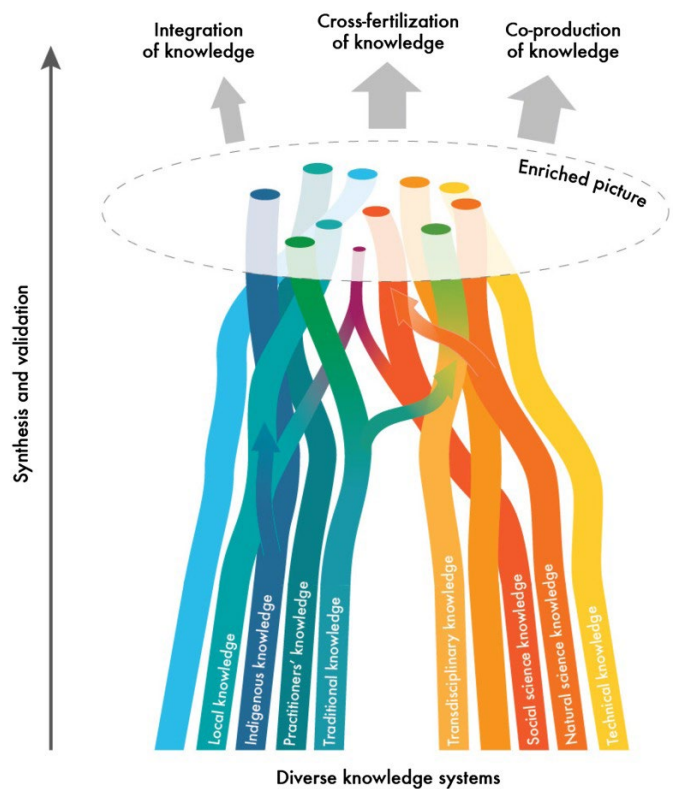 Integration
of knowledge
Cross-fertilization
of knowledge
Co-production
of knowledge
Enriched picture
Synthesis and validation
Local knowledge
Indigenous knowledge
Practitioners' knowledge
Traditional knowledge
Transdisciplinary knowledge
Social science knowledge
Natural science knowledge
Technical knowledge
Diverse knowledge systems